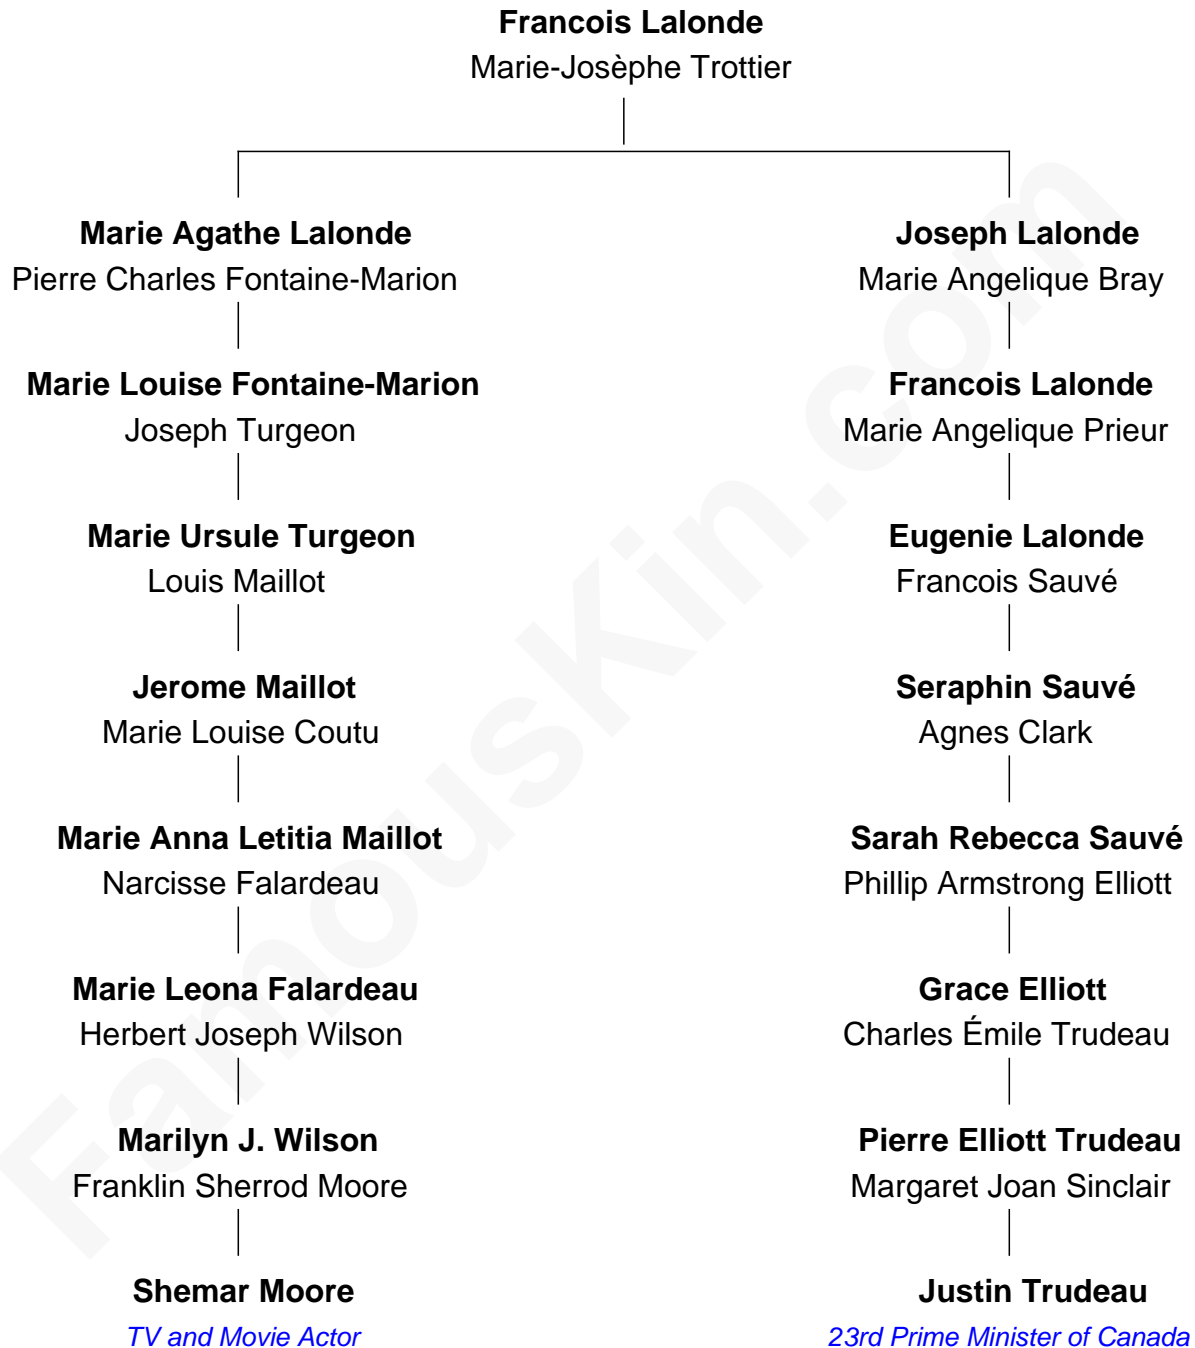 Francois Lalonde
Marie-Josèphe Trottier
Marie Agathe Lalonde
Pierre Charles Fontaine-Marion
Joseph Lalonde
Marie Angelique Bray
Marie Louise Fontaine-Marion
Joseph Turgeon
Francois Lalonde
Marie Angelique Prieur
Marie Ursule Turgeon
Louis Maillot
Eugenie Lalonde
Francois Sauvé
Jerome Maillot
Marie Louise Coutu
Seraphin Sauvé
Agnes Clark
Marie Anna Letitia Maillot
Narcisse Falardeau
Sarah Rebecca Sauvé
Phillip Armstrong Elliott
Marie Leona Falardeau
Herbert Joseph Wilson
Grace Elliott
Charles Émile Trudeau
Marilyn J. Wilson
Franklin Sherrod Moore
Pierre Elliott Trudeau
Margaret Joan Sinclair
Shemar Moore
TV and Movie Actor
Justin Trudeau
23rd Prime Minister of Canada
FamousKin.com